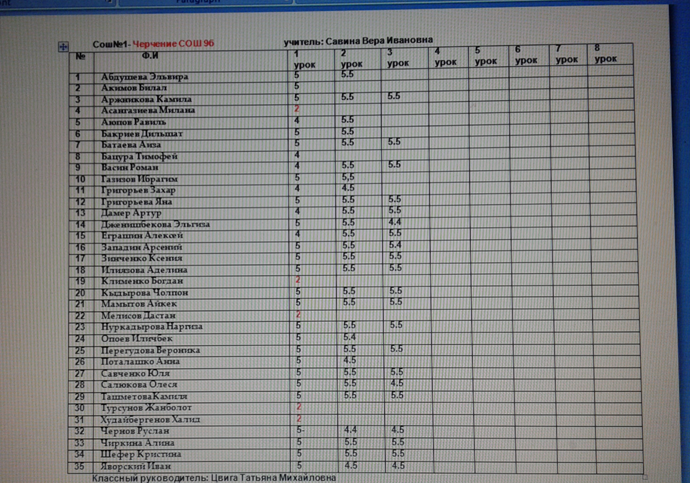 Paragraph
СошNo1- Черчение СОШ 9б учитель: Савина Вера Ивановна
№ Ф.И 1 урок 2 урок 3 урок 4 урок 5 урок 6 урок 7 урок 8 урок
1 Абдушева Эльвира 5 5.5
2 Акимов Билал 5
3 Аржникова Камила 5 5.5 5.5
4 Асангазиева Милана 2
5 Аюпов Равиль 4 5.5
6 Бакриев Дильшат 5 5.5
7 Батаева Аиза 5 5.5 5.5
8 Бацура Тимофей 4
9 Васин Роман 4 5.5 5.5
10 Газизов Ибрагим 5 5,5
11 Григорьев Захар 4 4.5
12 Григорьева Яна 5 5.5 5.5
13 Дамер Артур 4 5.5 5.5
14 Дженишбекова Эльгиза 5 5.5 4.4
15 Еграшин Алексей 4 5.5 5.5
16 Западин Арсений 5 5.5 5.4
17 Зинченко Ксения 5 5.5 5.5
18 Илиязова Аделина 5 5.5 5.5
19 Клименко Богдан 2
20 Кыдырова Чолпон 5 5.5 5.5
21 Мамытов Айжек 5 5.5 5.5
22 Мелисов Дастан 2
23 Нуркадырова Наргиза 5 5.5 5.5
24 Опоев Иличбек 5 5.4
25 Перегудова Вероника 5 5.5 5.5
26 Поталашко Анна 5 4.5
27 Савченко Юля 5 5.5 5.5
28 Салюкова Олеся 5 5.5 4.5
29 ТашметоваКамиля 5 5.5 5.5
30 Турсунов Жанболот 2
31 Худайбергенов Халид 2
32 Чернов Руслан 5- 4.4 4.5
33 Чиркина Алина 5 5.5 5.5
34 Шефер Кристина 5 5.5 5.5
35 Яворский Иван 5 4.5 4.5
Классный руководитель: Цвига Татьяна Михайловна